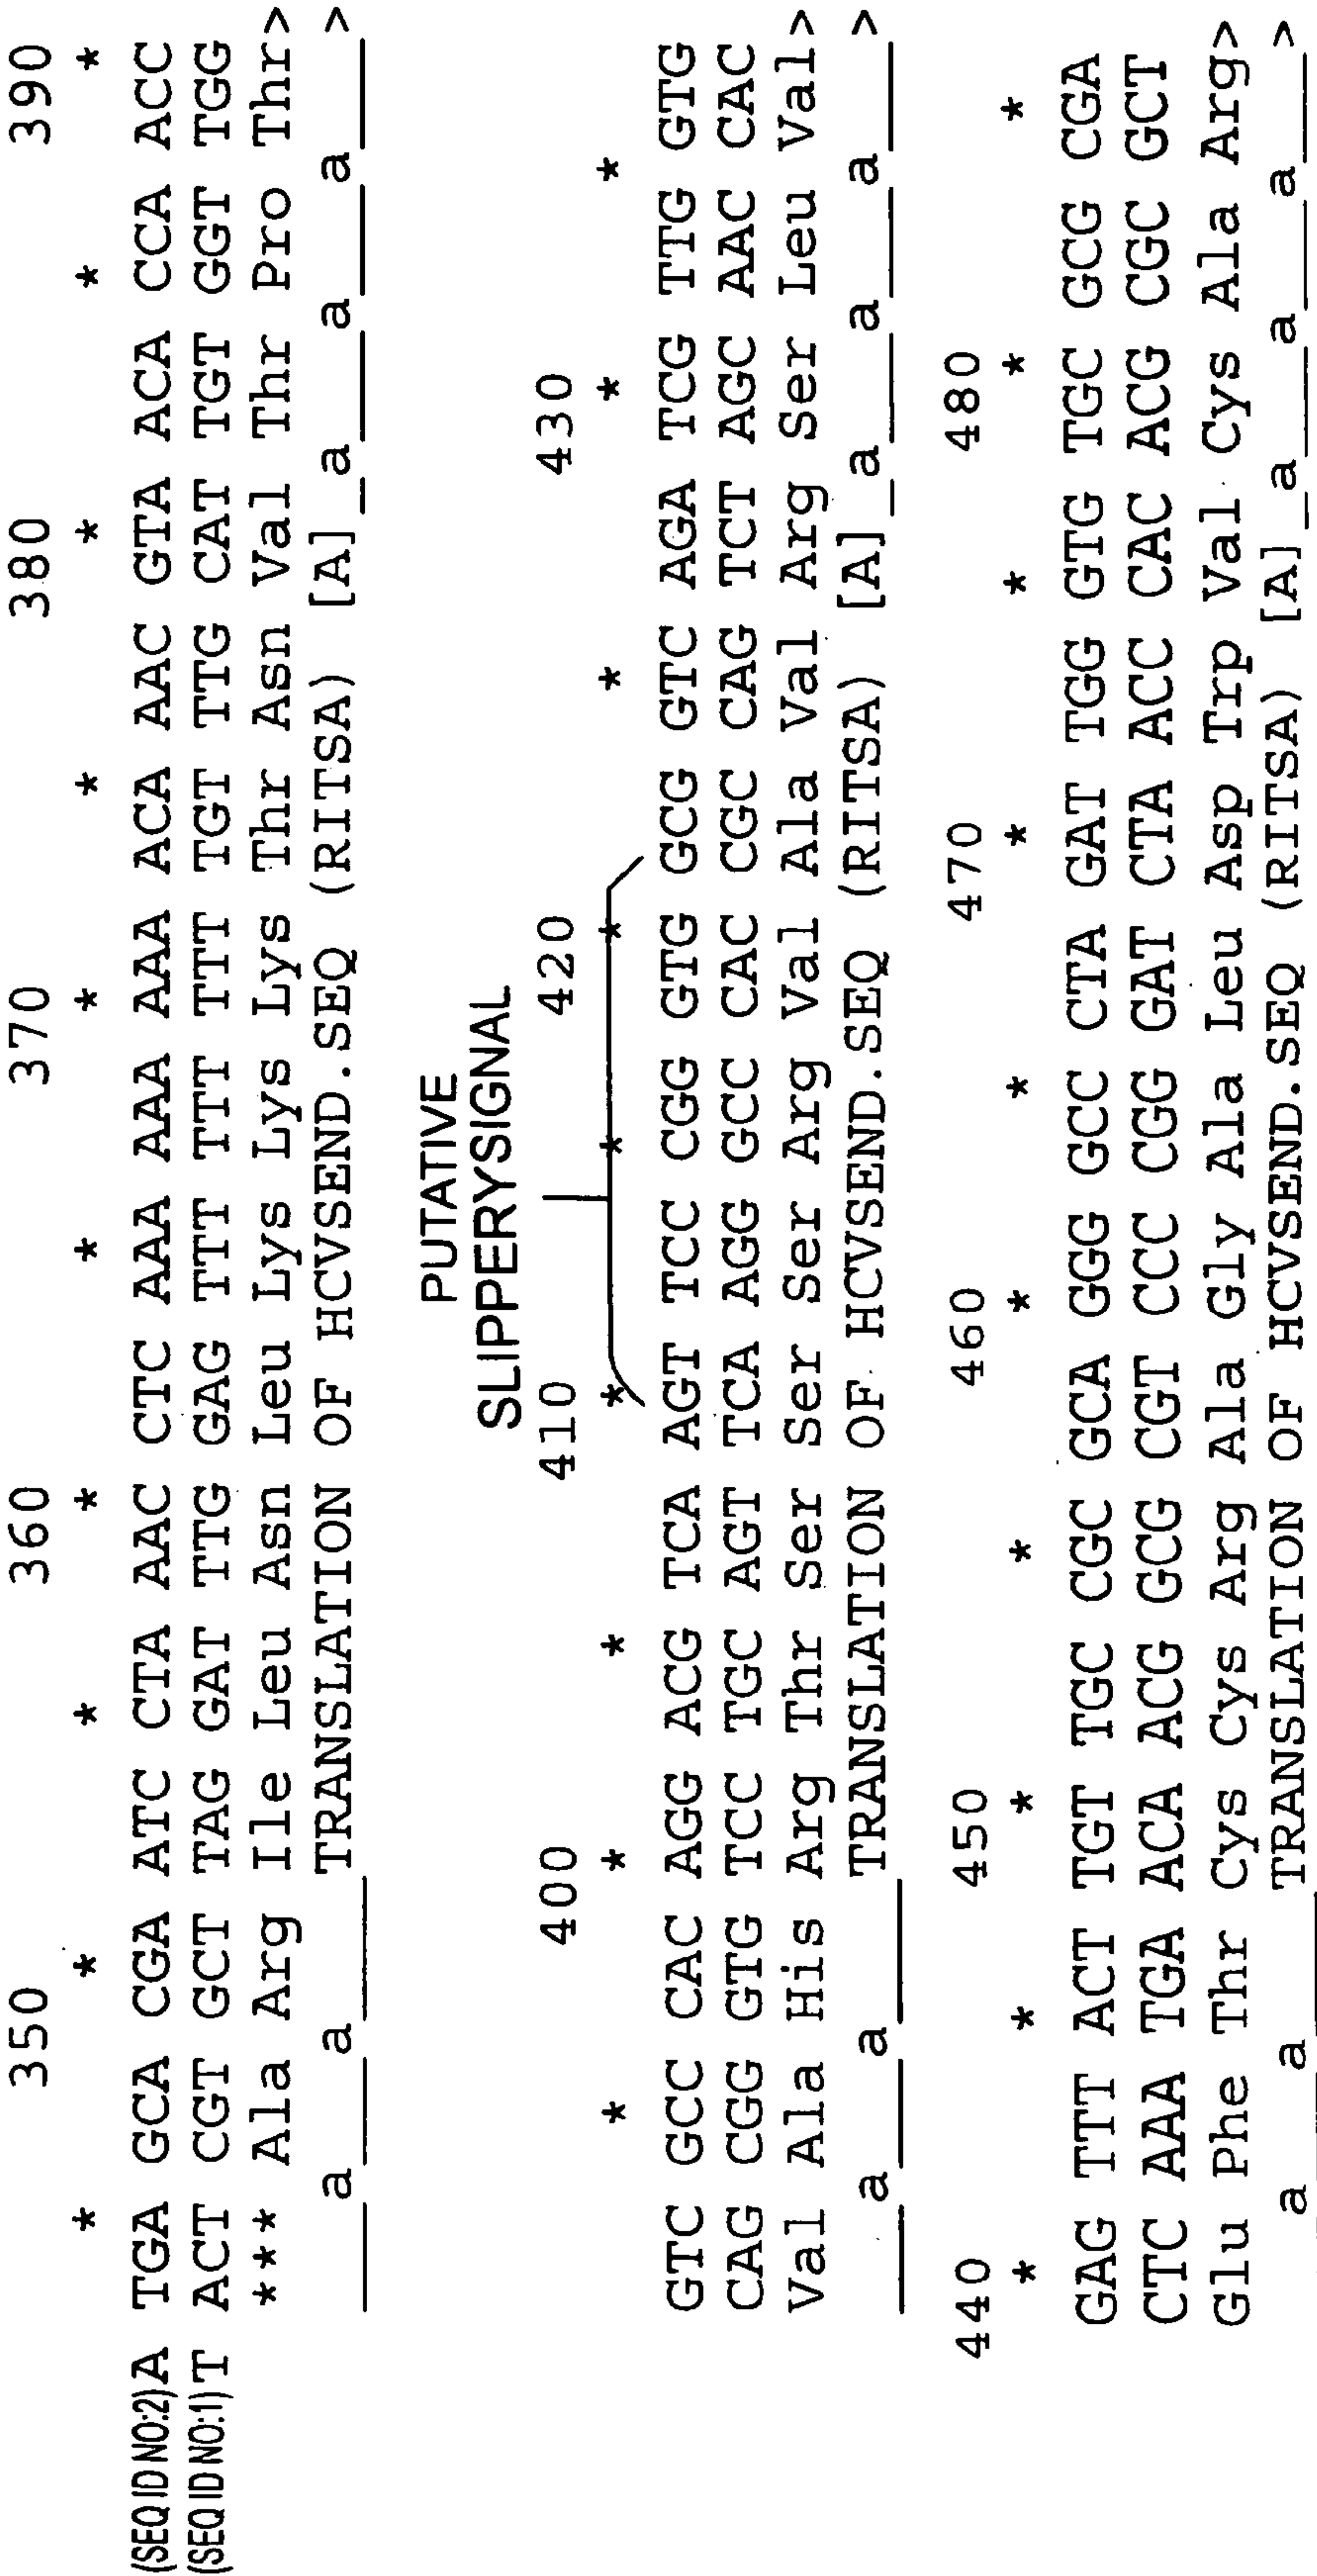 350 360 370 380 390
* * * * * * * * * *
(SEQ ID NO:2) A TGA GCA CGA ATC CTA AAC CTC AAA AAA AAA ACA AAC GTA ACA CCA ACC
(SEQ ID NO:1) T ACT CGT GCT TAG GAT TTG GAG TTT TTT TTT TGT TTG CAT TGT GGT TGG
*** Ala Arg Ile Leu Asn Leu Lys Lys Lys Thr Asn Val Thr Pro Thr>
___a___a___TRANSLATION OF HCVSEND.SEQ (RITSA) [A]_a___a___a___>
PUTATIVE
SLIPPERYSIGNAL
400 410 420 430
* * * * * * * * *
GTC GCC CAC AGG ACG TCA AGT TCC CGG GTG GCG GTC AGA TCG TTG GTG
CAG CGG GTG TCC TGC AGT TCA AGG GCC CAC CGC CAG TCT AGC AAC CAC
Val Ala His Arg Thr Ser Ser Ser Arg Val Ala Val Arg Ser Leu Val>
___a___a___TRANSLATION OF HCVSEND.SEQ (RITSA) [A]_a___a___a___>
440 450 460 470 480
* * * * * * * * * *
GAG TTT ACT TGT TGC CGC GCA GGG GCC CTA GAT TGG GTG TGC GCG CGA
CTC AAA TGA ACA ACG GCG CGT CCC CGG GAT CTA ACC CAC ACG CGC GCT
Glu Phe Thr Cys Cys Arg Ala Gly Ala Leu Asp Trp Val Cys Ala Arg>
___a___a___TRANSLATION OF HCVSEND.SEQ (RITSA) [A]_a___a___a___>